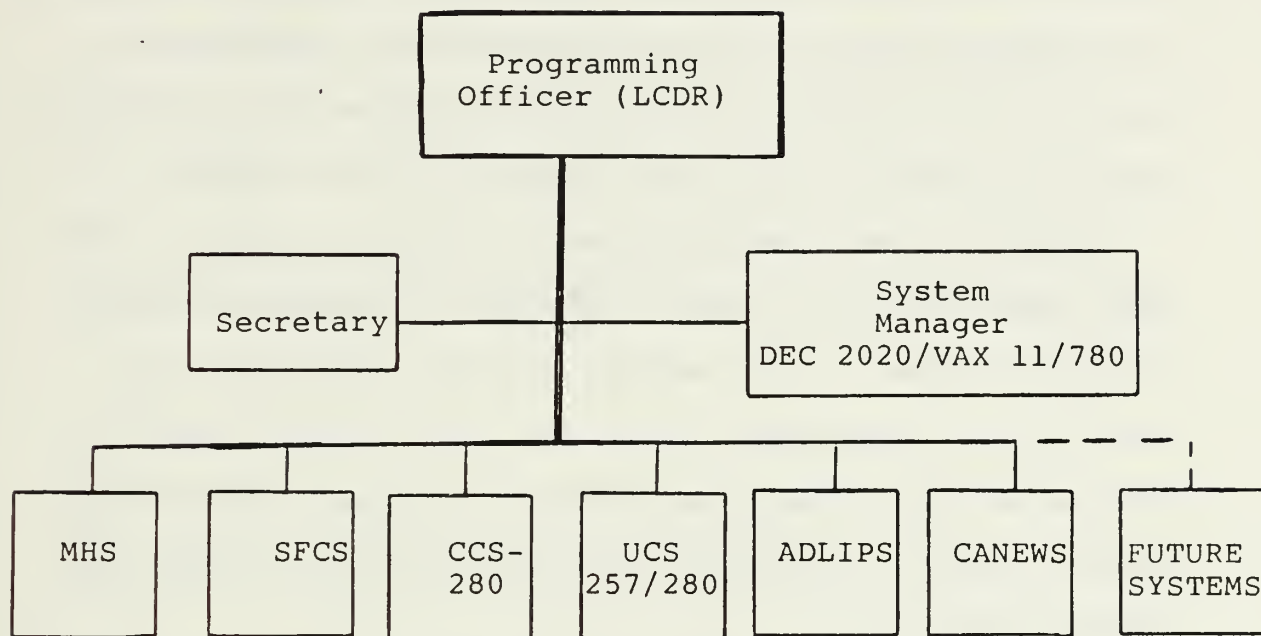 Programming
Officer (LCDR)
Secretary
System
Manager
DEC 2020/VAX 11/780
MHS
SFCS
CCS-
280
UCS
257/280
ADLIPS
CANEWS
FUTURE
SYSTEMS